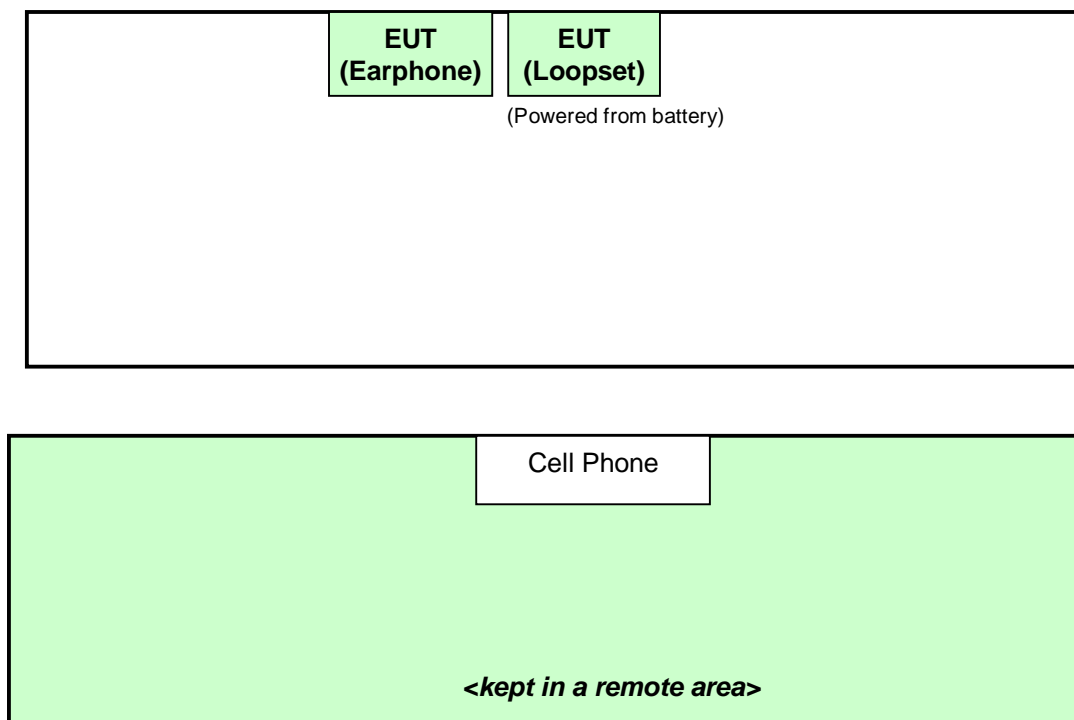 EUT
(Earphone)
EUT
(Loopset)
(Powered from battery)
Cell Phone
<kept in a remote area>